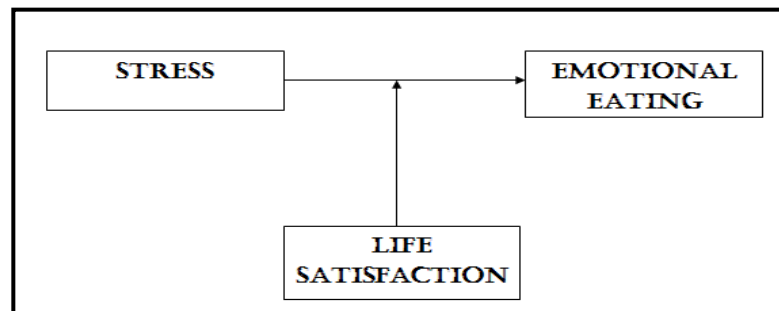 STRESS
EMOTIONAL
EATING
LIFE
SATISFACTION